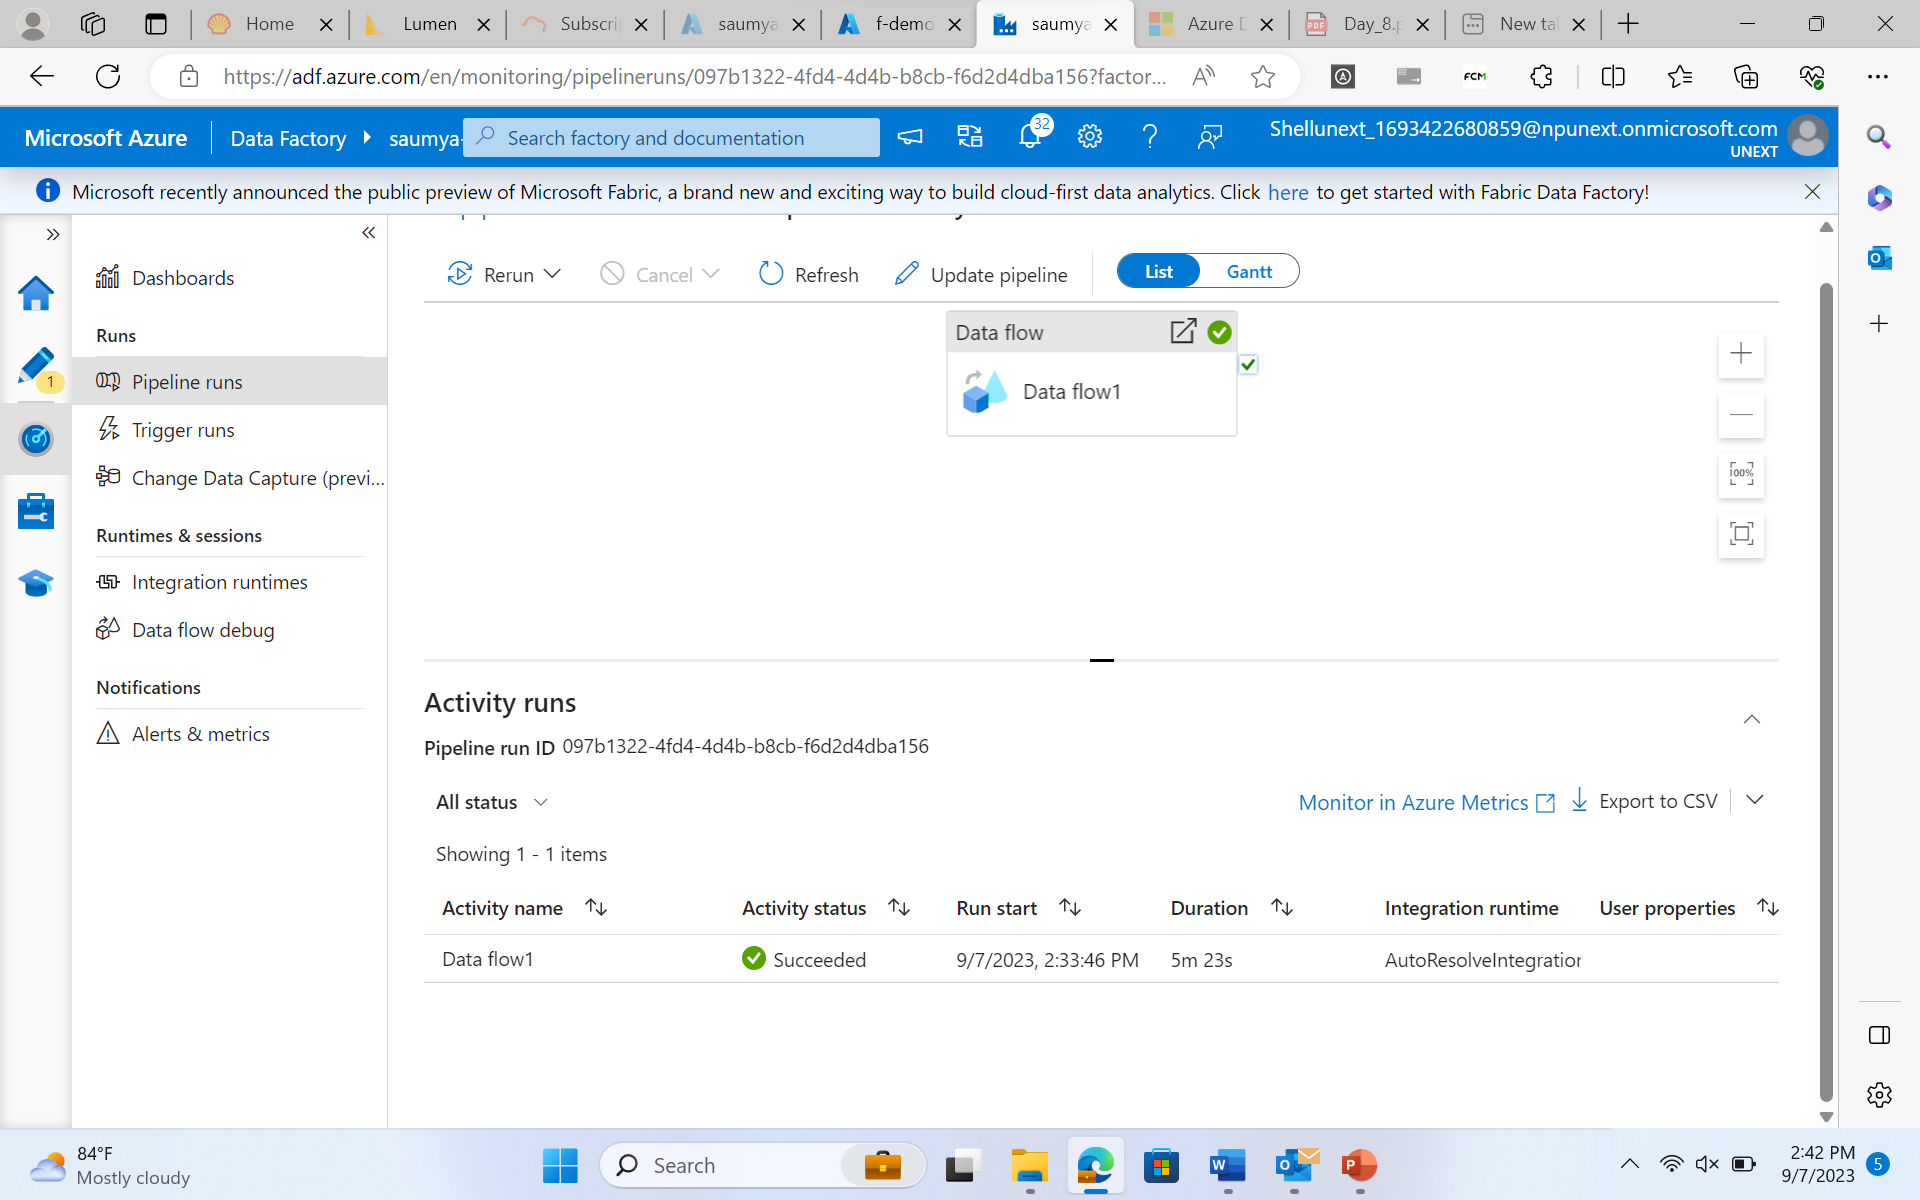 Home
Lumen
Subscri
saumya
f-demo
saumya
Azure D
Day_8.p
New tal
https://adf.azure.com/en/monitoring/pipelineruns/097b1322-4fd4-4d4b-b8cb-f6d2d4dba156?factor...
FCM
Microsoft Azure
Data Factory
saumya-
Search factory and documentation
32
Shellunext_1693422680859@npunext.onmicrosoft.com
UNEXT
Microsoft recently announced the public preview of Microsoft Fabric, a brand new and exciting way to build cloud-first data analytics. Click here to get started with Fabric Data Factory!
1
Dashboards
Runs
Pipeline runs
Trigger runs
Change Data Capture (previ...
Runtimes & sessions
Integration runtimes
Data flow debug
Notifications
Alerts & metrics
Rerun
Cancel
Refresh
Update pipeline
List
Gantt
Data flow
Data flow1
100%
Activity runs
Pipeline run ID 097b1322-4fd4-4d4b-b8cb-f6d2d4dba156
All status
Monitor in Azure Metrics
Export to CSV
Showing 1 - 1 items
Activity name Activity status Run start Duration Integration runtime User properties
Data flow1 Succeeded 9/7/2023, 2:33:46 PM 5m 23s AutoResolveIntegration
84°F
Mostly cloudy
Search
2:42 PM
9/7/2023
5